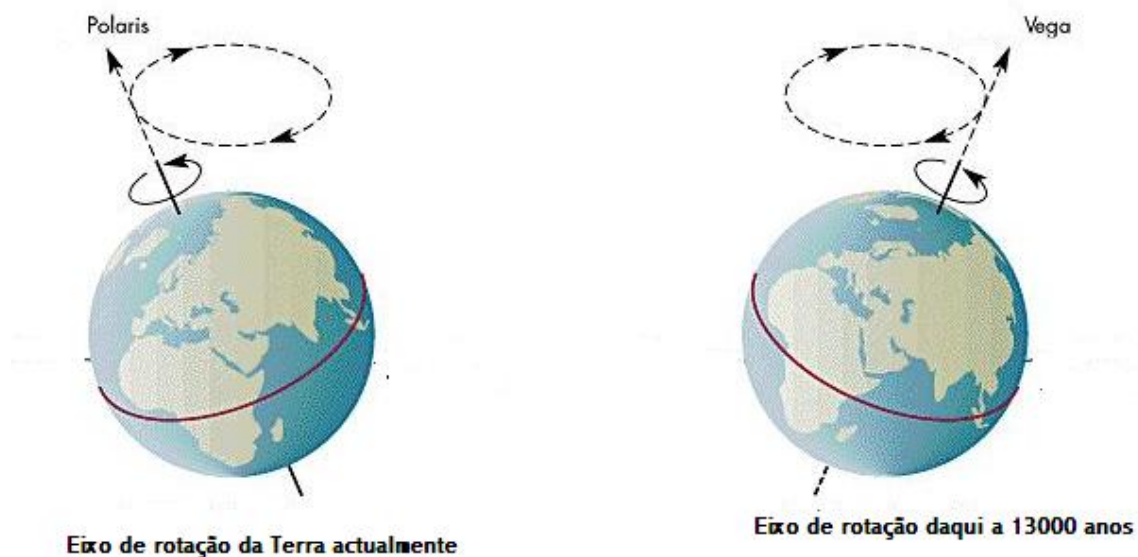 Polaris
Vega
Eixo de rotação da Terra actualmente
Eixo de rotação daqui a 13000 anos